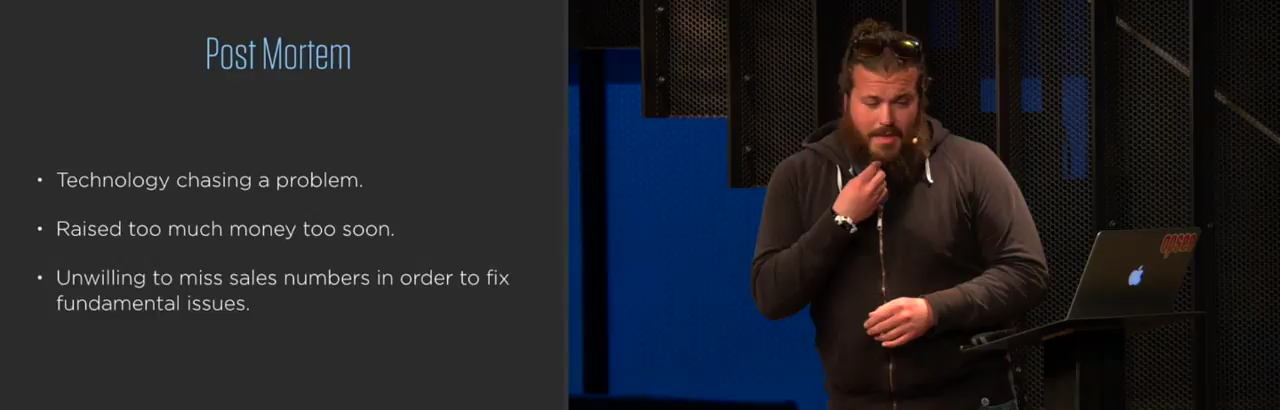 Post Mortem
• Technology chasing a problem.
• Raised too much money too soon.
• Unwilling to miss sales numbers in order to fix
fundamental issues.